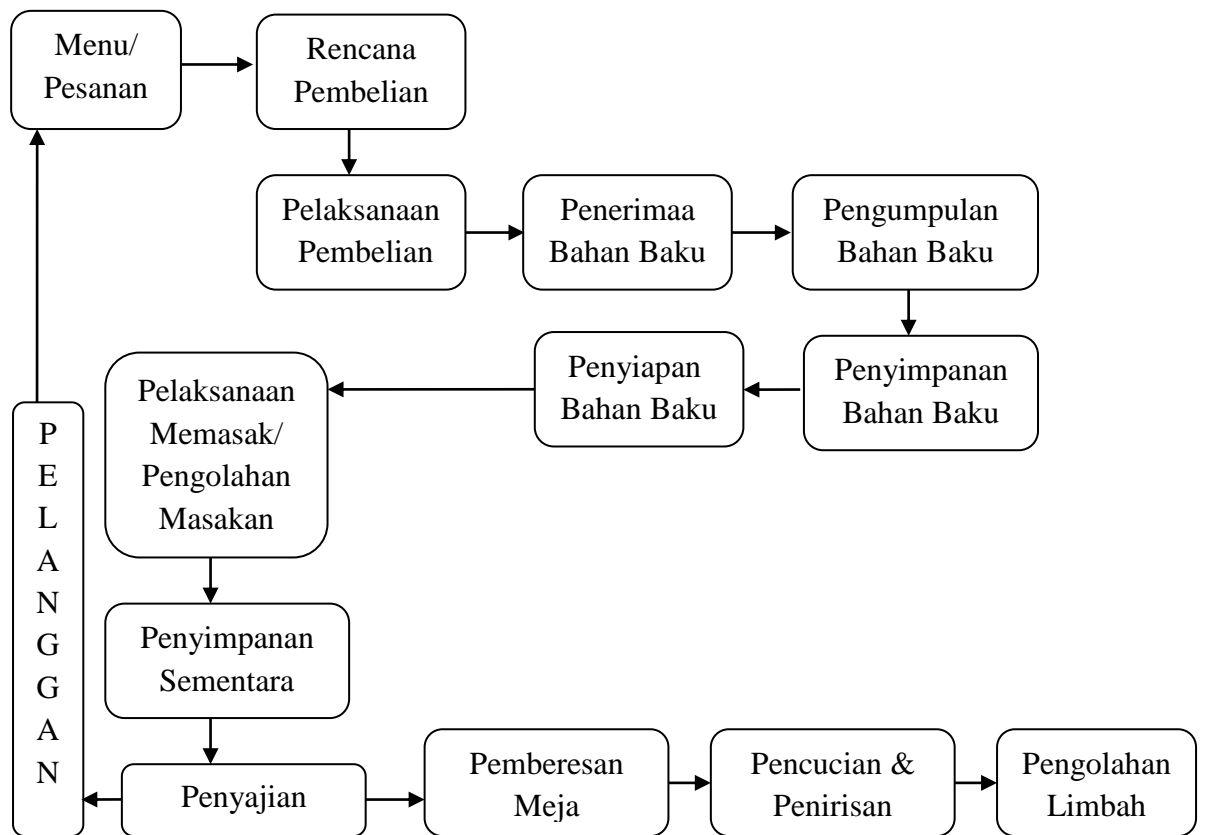 Menu/
Pesanan
Rencana
Pembelian
Pelaksanaan
Pembelian
Penerimaa
Bahan Baku
Pengumpulan
Bahan Baku
Penyimpanan
Bahan Baku
Penyiapan
Bahan Baku
Pelaksanaan
Memasak/
Pengolahan
Masakan
Penyimpanan
Sementara
Penyajian
P
E
L
A
N
G
G
A
N
Pemberesan
Meja
Pencucian &
Penirisan
Pengolahan
Limbah